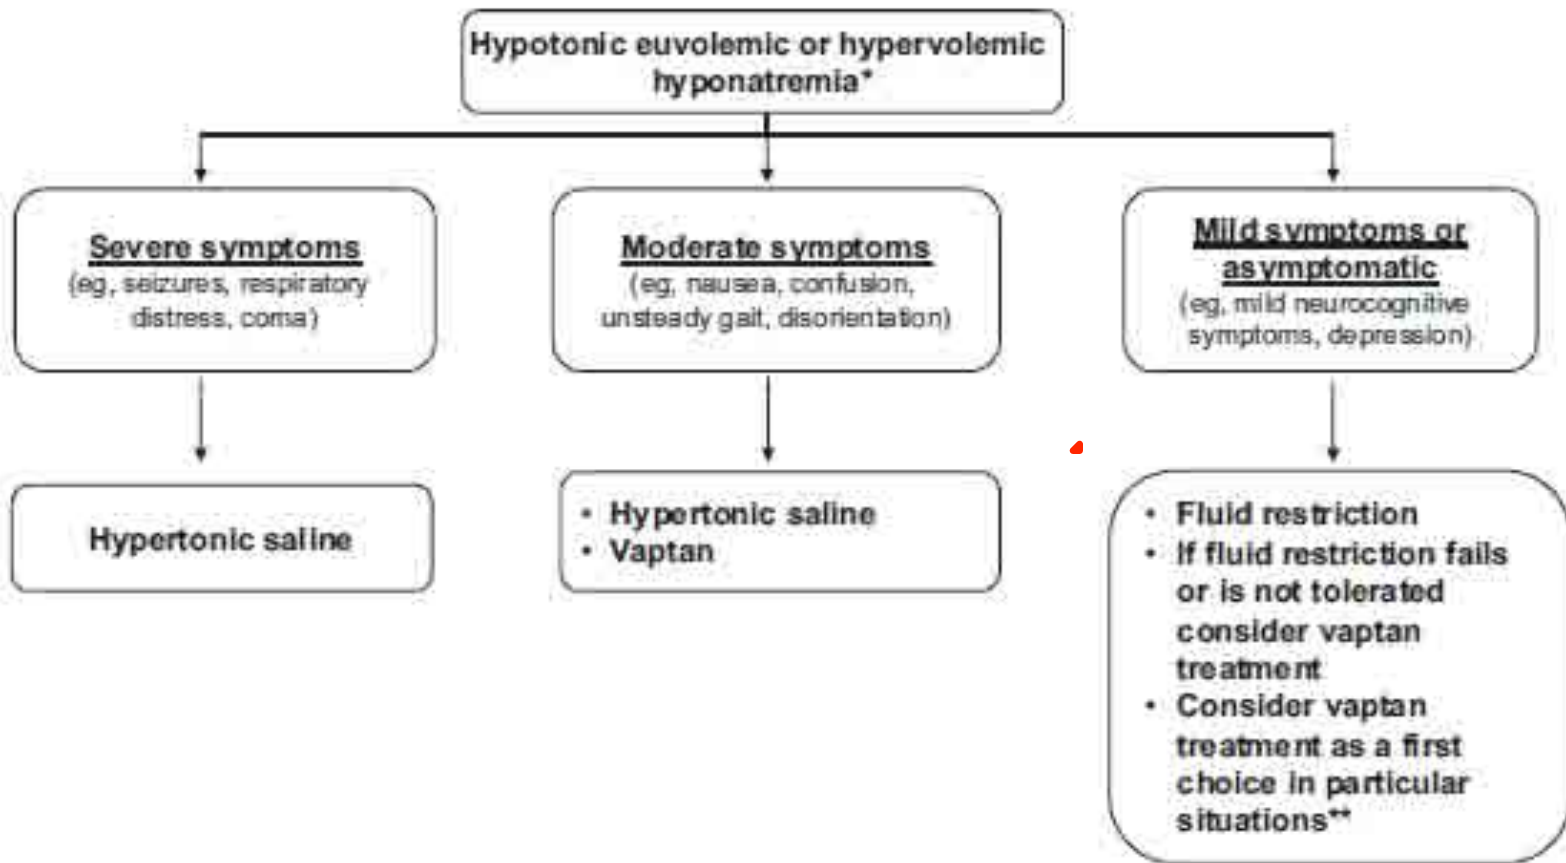 Hypotonic euvolemic or hypervolemic
hyponatremia*
Severe symptoms
(eg, seizures, respiratory
distress, coma)
Moderate symptoms
(eg, nausea, confusion,
unsteady gait, disorientation)
Mild symptoms or
asymptomatic
(eg, mild neurocognitive
symptoms, depression)
Hypertonic saline
• Hypertonic saline
• Vaptan
• Fluid restriction
• If fluid restriction fails
or is not tolerated
consider vaptan
treatment
• Consider vaptan
treatment as a first
choice in particular
situations**